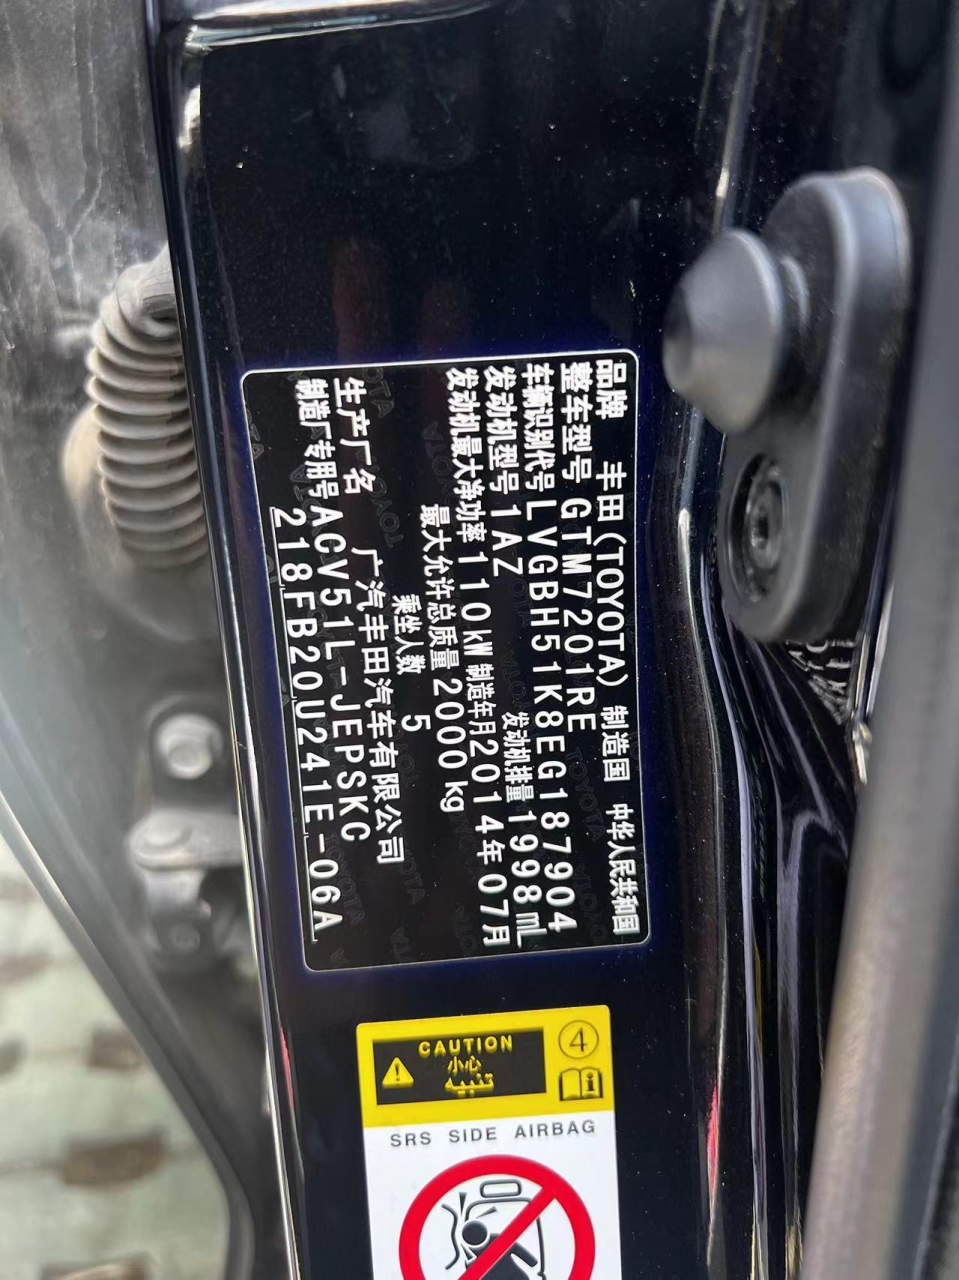 品牌 丰田(TOYOTA) 制造国 中华人民共和国
整车型号 GTM7201RE
车辆识别代号 LVGBH51K8EG187904
发动机型号 1AZ 发动机排量 1998mL
发动机最大净功率 110kW 制造年月 2014年07月
最大允许总质量 2000kg
乘坐人数 5
生产厂名 广汽丰田汽车有限公司
制造厂专用号 ACV51L-JEPSKC
218FB20U241E-06A
CAUTION
小心
تنبيه
4
SRS SIDE AIRBAG